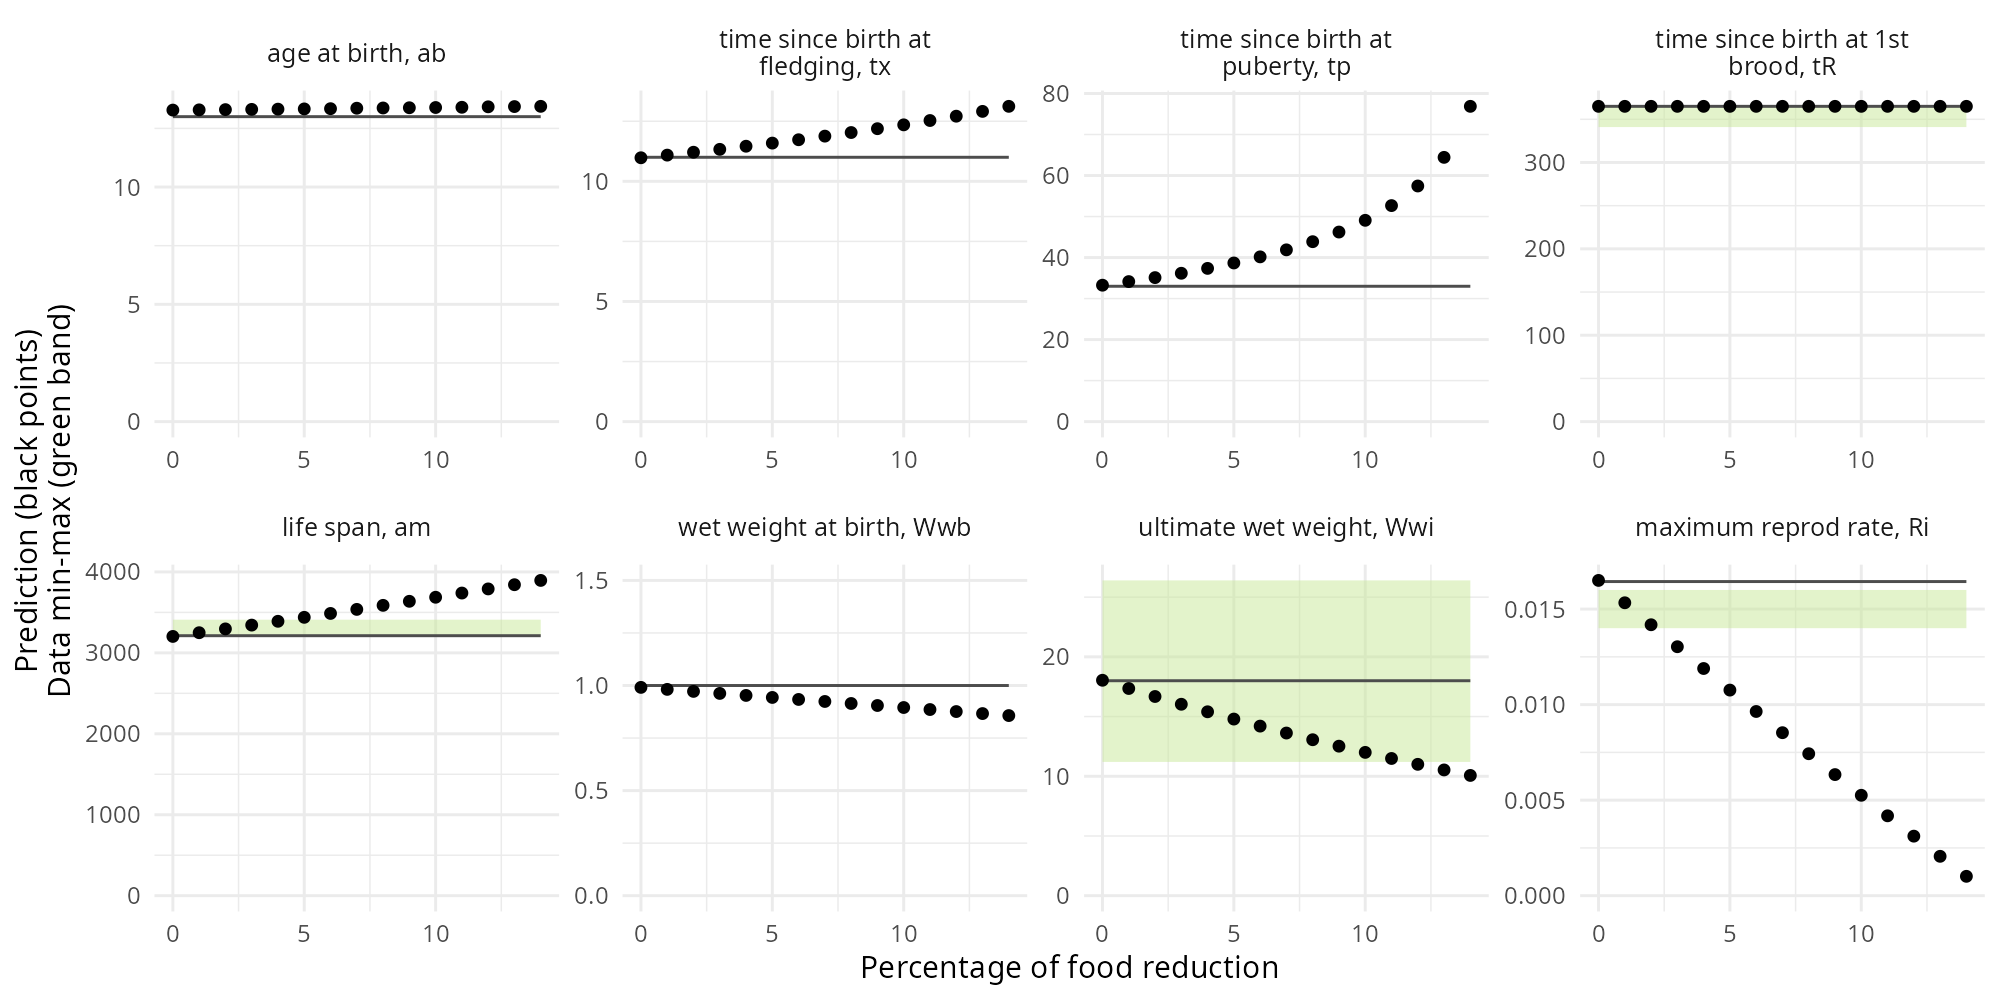 age at birth, ab
time since birth at
fledging, tx
time since birth at
puberty, tp
time since birth at 1st
brood, tR
10
5
0
0 5 10
10
5
0
0 5 10
80
60
40
20
0
0 5 10
300
200
100
0
0 5 10
life span, am
wet weight at birth, Wwb
ultimate wet weight, Wwi
maximum reprod rate, Ri
4000
3000
2000
1000
0
0 5 10
1.5
1.0
0.5
0.0
0 5 10
20
10
0
0 5 10
0.015
0.010
0.005
0.000
0 5 10
Prediction (black points)
Data min-max (green band)
Percentage of food reduction